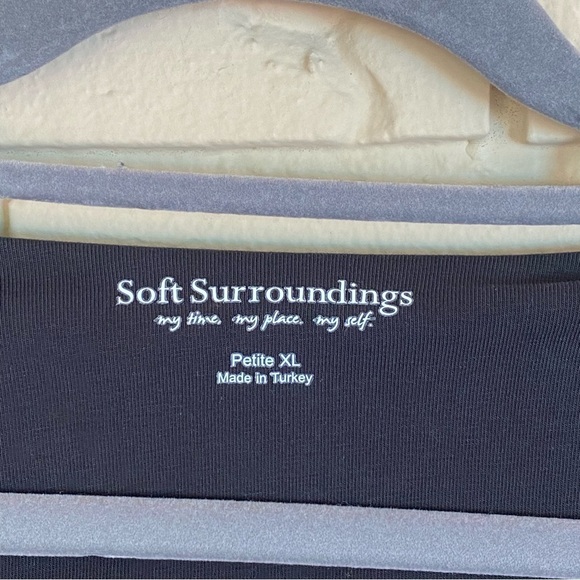 Soft Surroundings
my time. my place. my self.
Petite XL
Made in Turkey